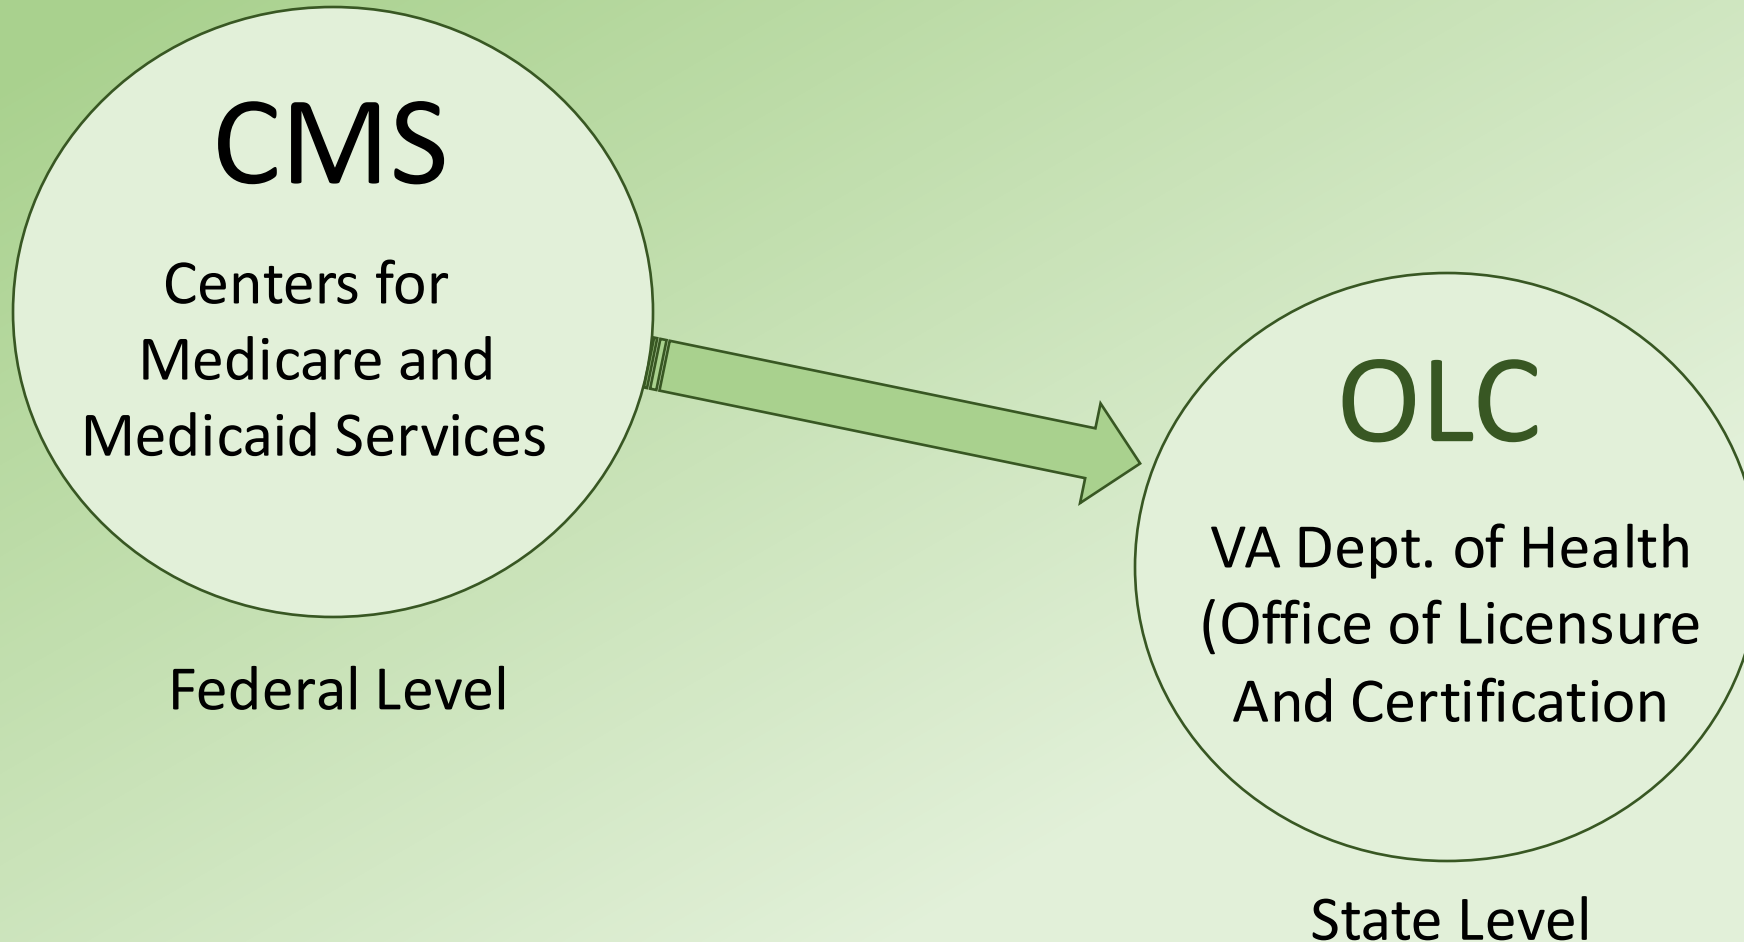 CMS
Centers for
Medicare and
Medicaid Services
Federal Level
OLC
VA Dept. of Health
(Office of Licensure
And Certification
State Level